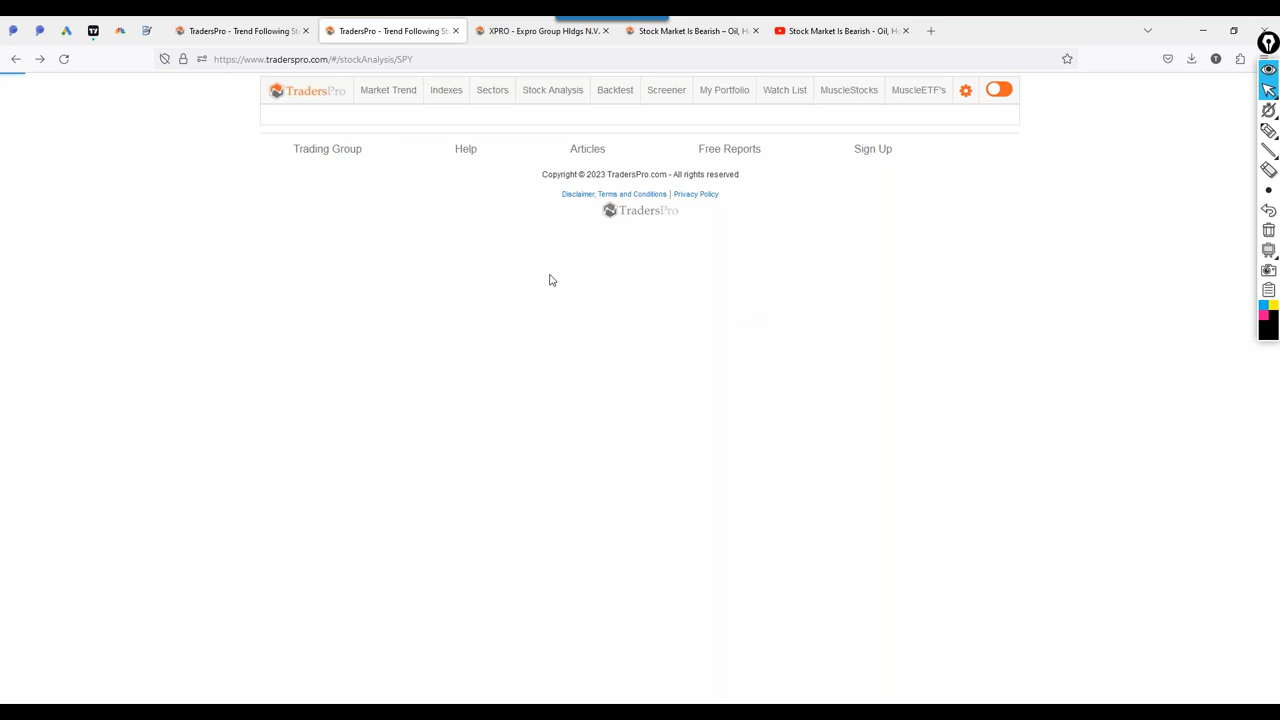 TradersPro - Trend Following St
TradersPro - Trend Following St
XPRO - Expro Group Hldgs N.V.
Stock Market Is Bearish – Oil, H
Stock Market Is Bearish - Oil, H
https://www.traderspro.com/#/stockAnalysis/SPY
TradersPro
Market Trend
Indexes
Sectors
Stock Analysis
Backtest
Screener
My Portfolio
Watch List
MuscleStocks
MuscleETF's
Trading Group
Help
Articles
Free Reports
Sign Up
Copyright © 2023 TradersPro.com - All rights reserved
Disclaimer, Terms and Conditions | Privacy Policy
TradersPro